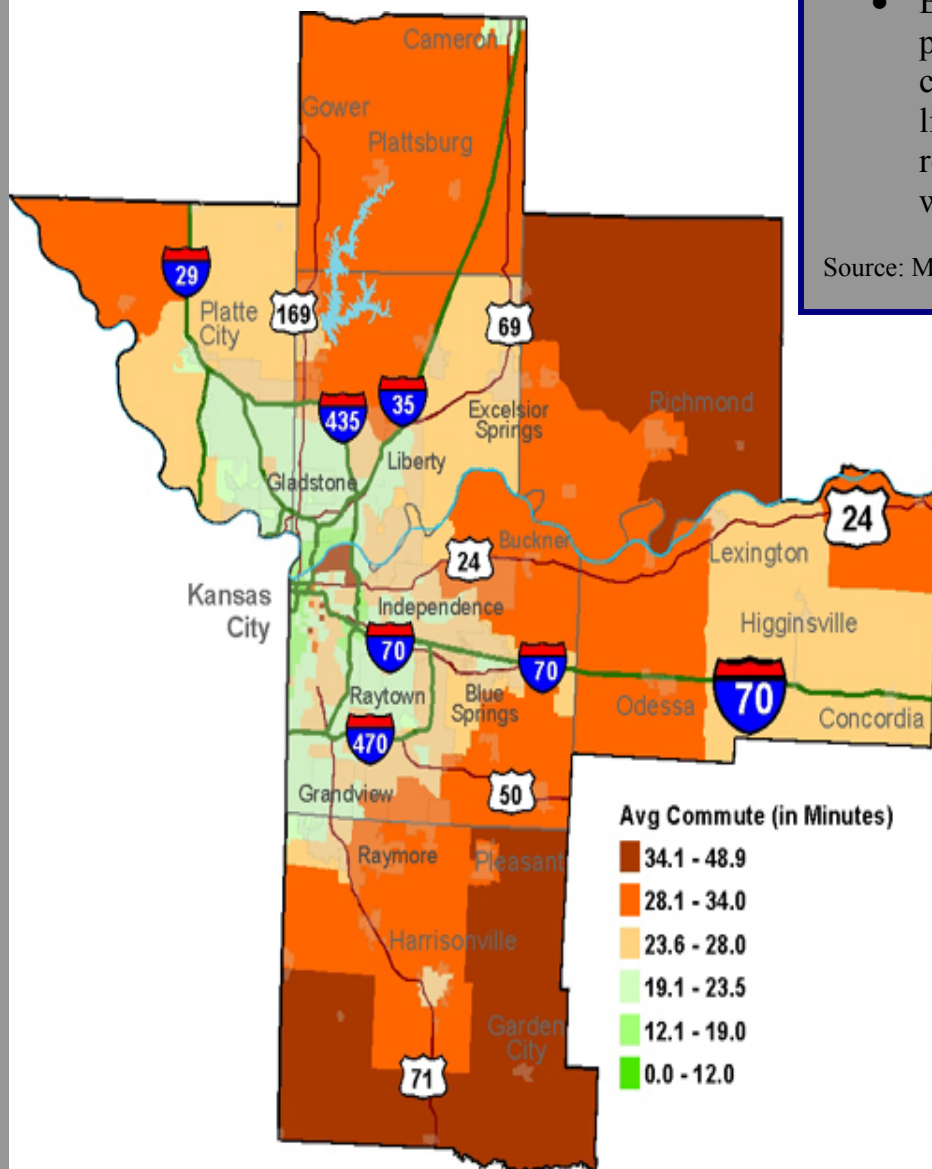 Source: M
Cameron
Gower
Plattsburg
29
Platte
City
169
69
435
35
Excelsior
Springs
Richmond
Liberty
Gladstone
24
Buckner
24
Lexington
Kansas
City
Independence
Higginsville
70
70
70
Raytown
Blue
Springs
Odessa
Concordia
470
50
Grandview
Raymore
Pleasant
Harrisonville
Garden
City
71
Avg Commute (in Minutes)
34.1 - 48.9
28.1 - 34.0
23.6 - 28.0
19.1 - 23.5
12.1 - 19.0
0.0 - 12.0